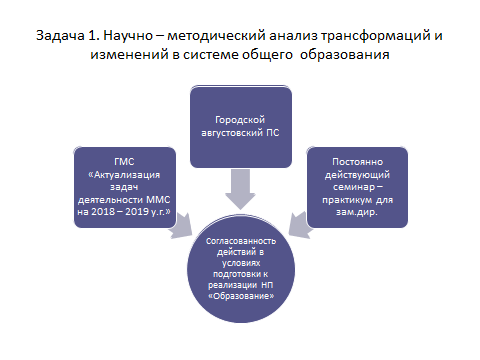 Задача 1. Научно – методический анализ трансформаций и
изменений в системе общего образования
Городской
августовский ПС
ГМС
«Актуализация
задач
деятельности ММС
на 2018 – 2019 у.г.»
Постоянно
действующий
семинар –
практикум для
зам.дир.
Согласованность
действий в
условиях
подготовки к
реализации НП
«Образование»